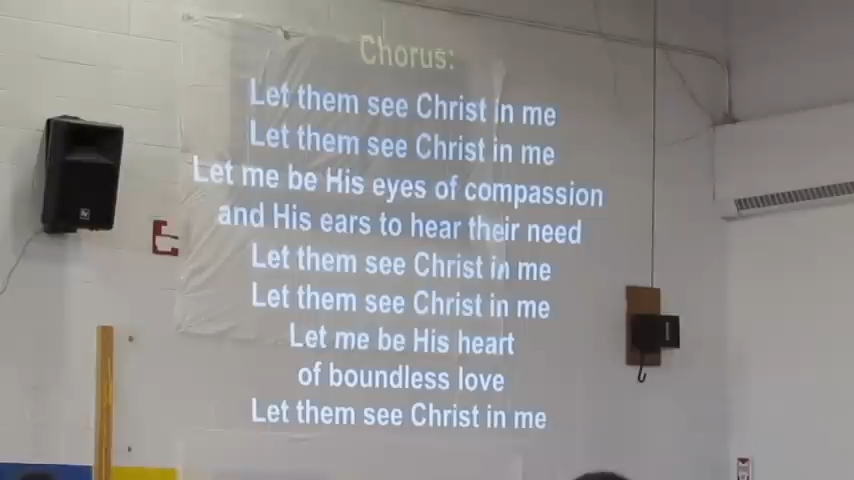 Chorus:
Let them see Christ in me
Let them see Christ in me
Let me be His eyes of compassion
and His ears to hear their need
Let them see Christ in me
Let them see Christ in me
Let me be His heart
of boundless love
Let them see Christ in me